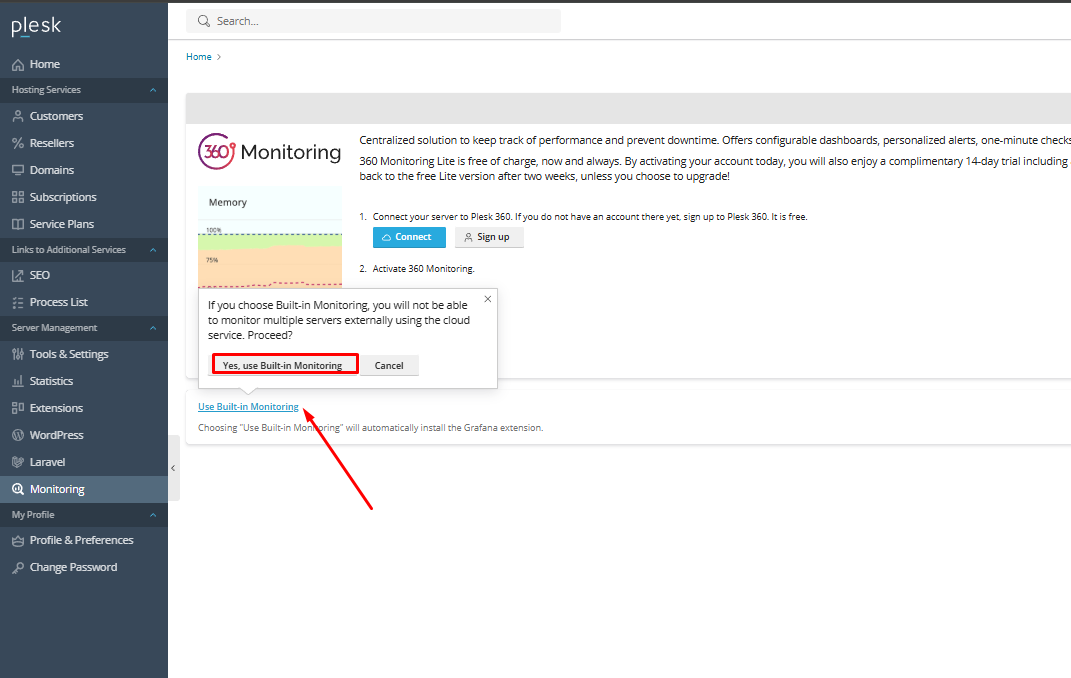 plesk
Search...
Home
Home >
Hosting Services
Customers
Resellers
Domains
Subscriptions
Service Plans
Links to Additional Services
SEO
Process List
Server Management
Tools & Settings
Statistics
Extensions
WordPress
Laravel
Monitoring
My Profile
Profile & Preferences
Change Password
360° Monitoring
Memory
100%
75%
Centralized solution to keep track of performance and prevent downtime. Offers configurable dashboards, personalized alerts, one-minute checks
360 Monitoring Lite is free of charge, now and always. By activating your account today, you will also enjoy a complimentary 14-day trial including
back to the free Lite version after two weeks, unless you choose to upgrade!
1. Connect your server to Plesk 360. If you do not have an account there yet, sign up to Plesk 360. It is free.
Connect
Sign up
2. Activate 360 Monitoring.
If you choose Built-in Monitoring, you will not be able
to monitor multiple servers externally using the cloud
service. Proceed?
Yes, use Built-in Monitoring
Cancel
Use Built-in Monitoring
Choosing "Use Built-in Monitoring" will automatically install the Grafana extension.